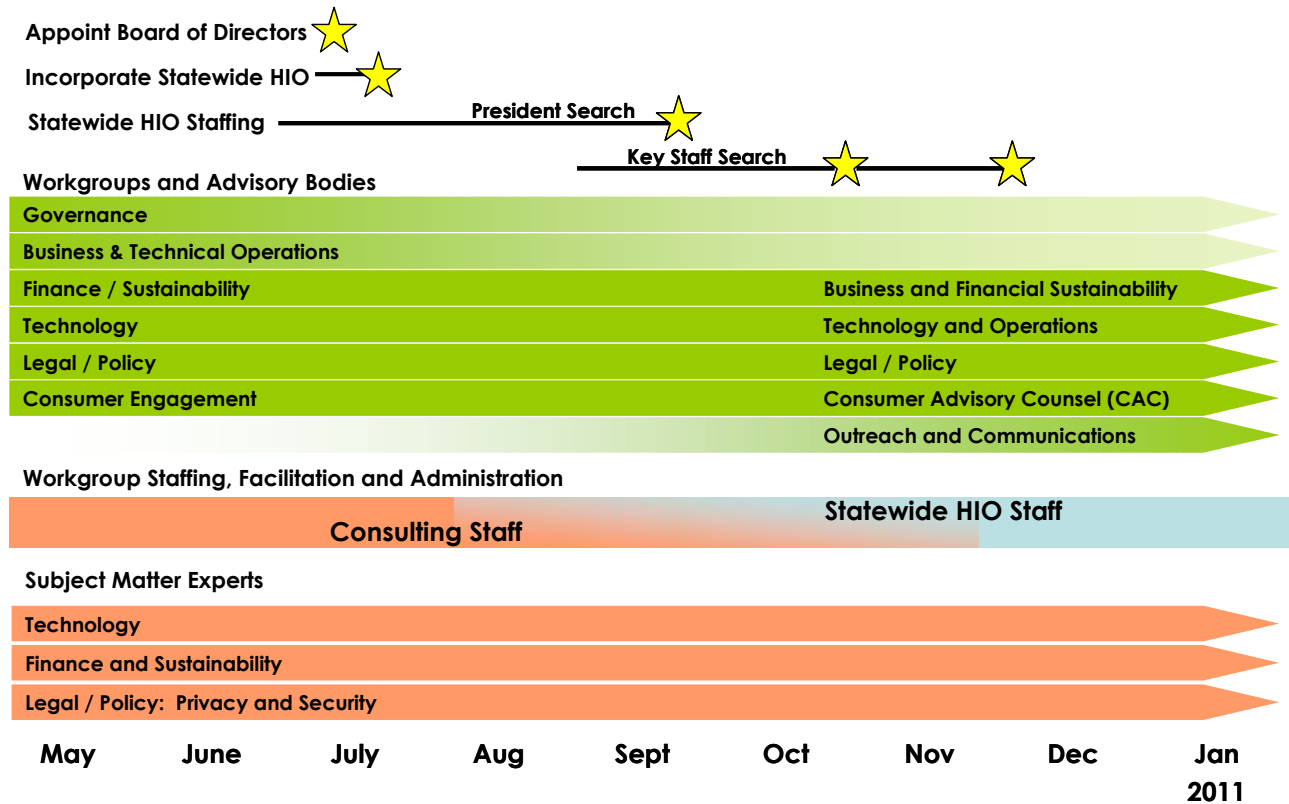 Appoint Board of Directors
Incorporate Statewide HIO
President Search
Statewide HIO Staffing
Key Staff Search
Workgroups and Advisory Bodies
Governance
Business & Technical Operations
Finance / Sustainability Business and Financial Sustainability
Technology Technology and Operations
Legal / Policy Legal / Policy
Consumer Engagement Consumer Advisory Counsel (CAC)
Outreach and Communications
Workgroup Staffing, Facilitation and Administration
Statewide HIO Staff
Consulting Staff
Subject Matter Experts
Technology
Finance and Sustainability
Legal / Policy: Privacy and Security
May June July Aug Sept Oct Nov Dec Jan
2011